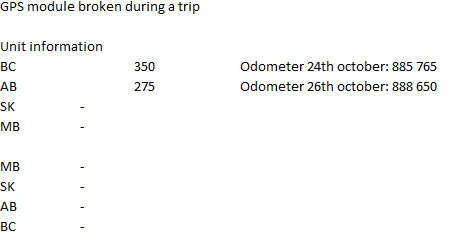 GPS module broken during a trip
Unit information
BC 350 Odometer 24th october: 885 765
AB 275 Odometer 26th october: 888 650
SK -
MB -
MB -
SK -
AB -
BC -